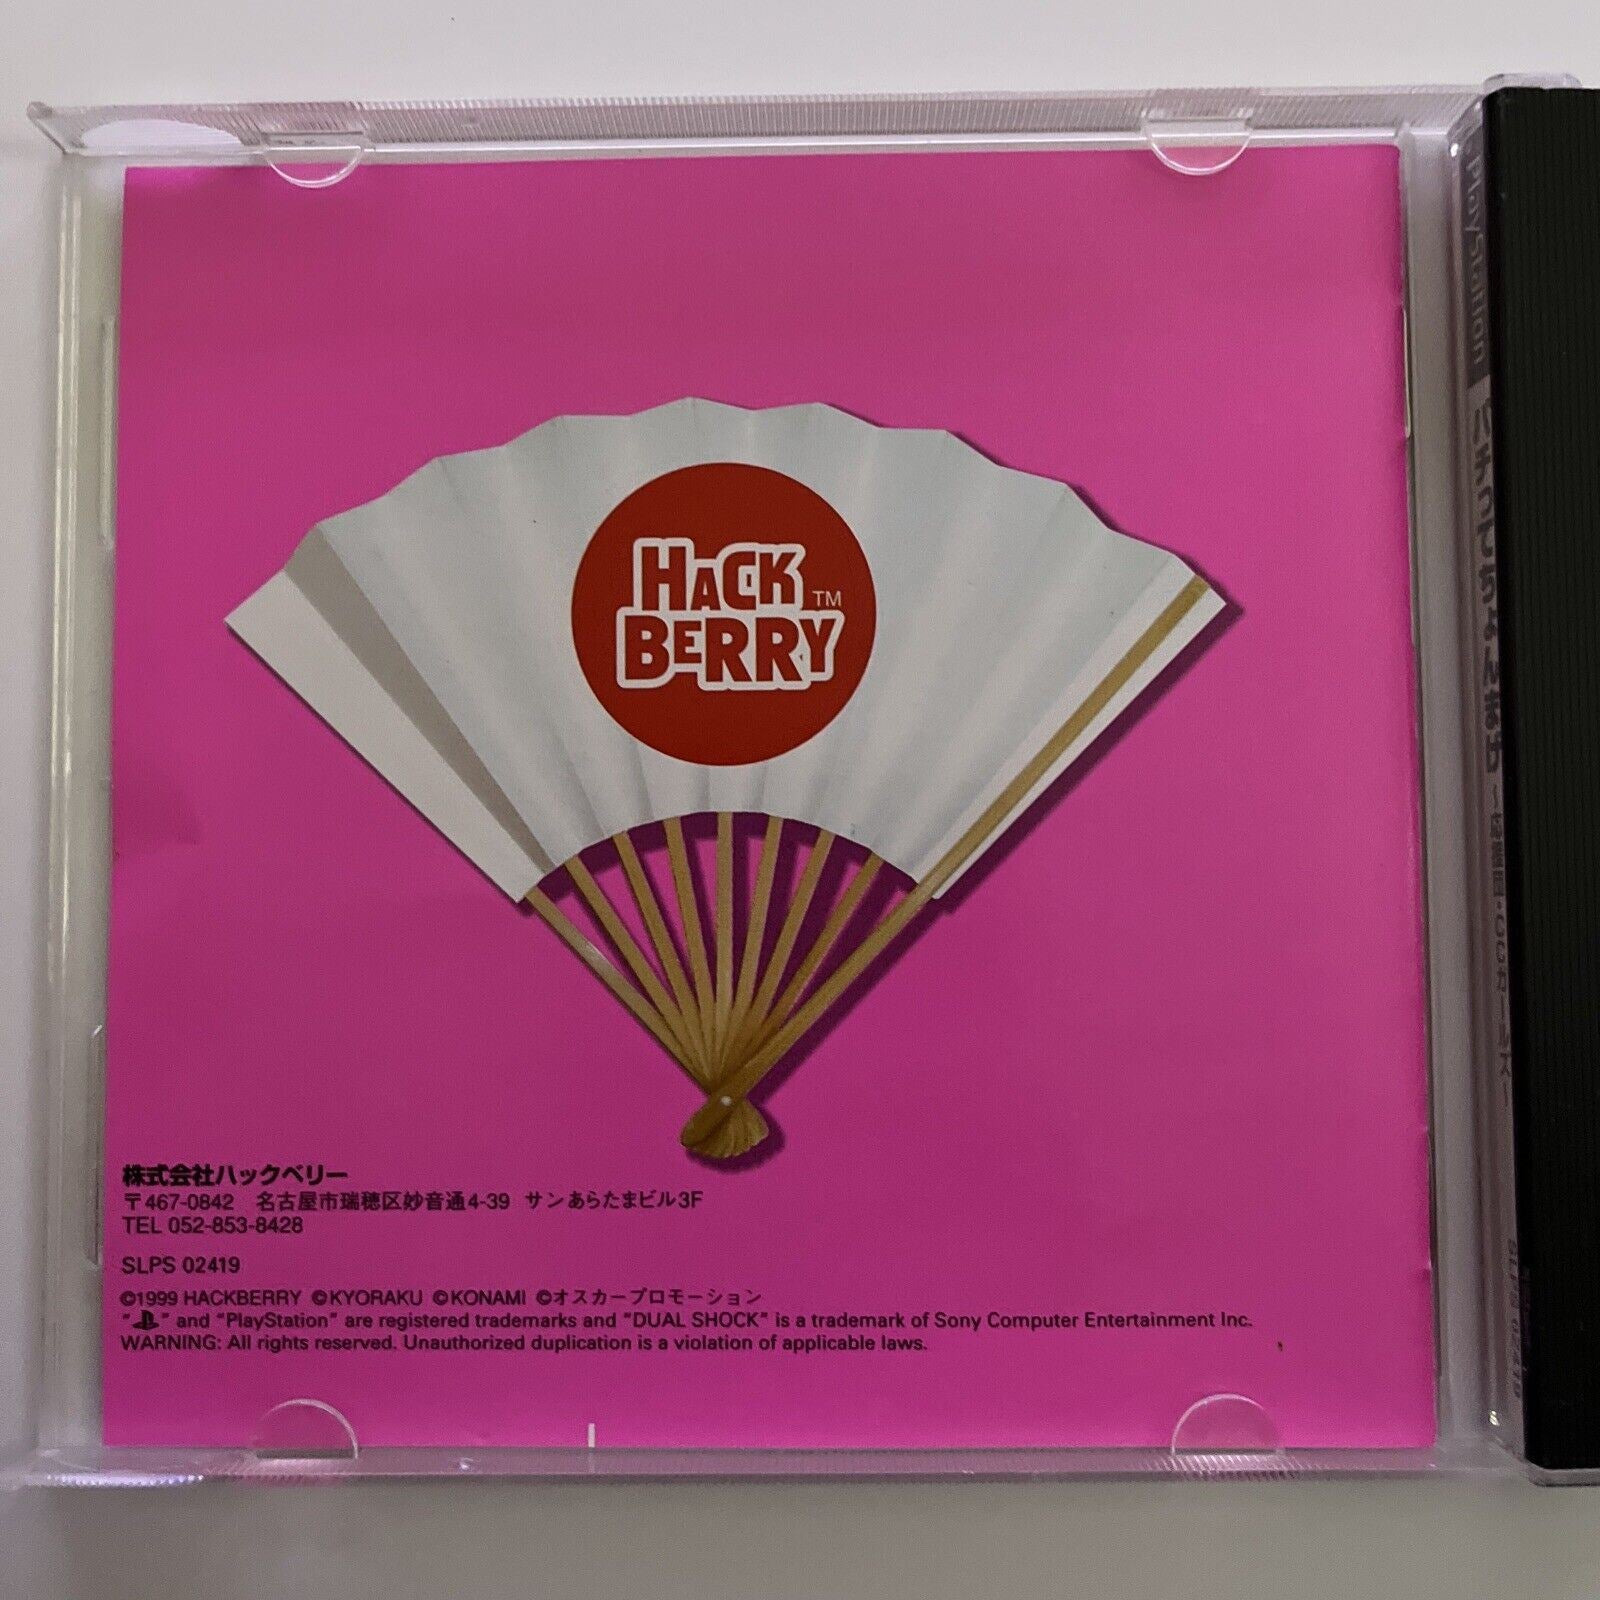 HACK
BERRY™
株式会社ハックベリー
〒467-0842 名古屋市瑞穂区妙音通4-39 サンあらたまビル3F
TEL 052-853-8428
SLPS 02419
©1999 HACKBERRY ©KYORAKU ©KONAMI ©オスカープロモーション
" " and "PlayStation" are registered trademarks and "DUAL SHOCK" is a trademark of Sony Computer Entertainment Inc.
WARNING: All rights reserved. Unauthorized duplication is a violation of applicable laws.
PlayStation
SLPS 02419